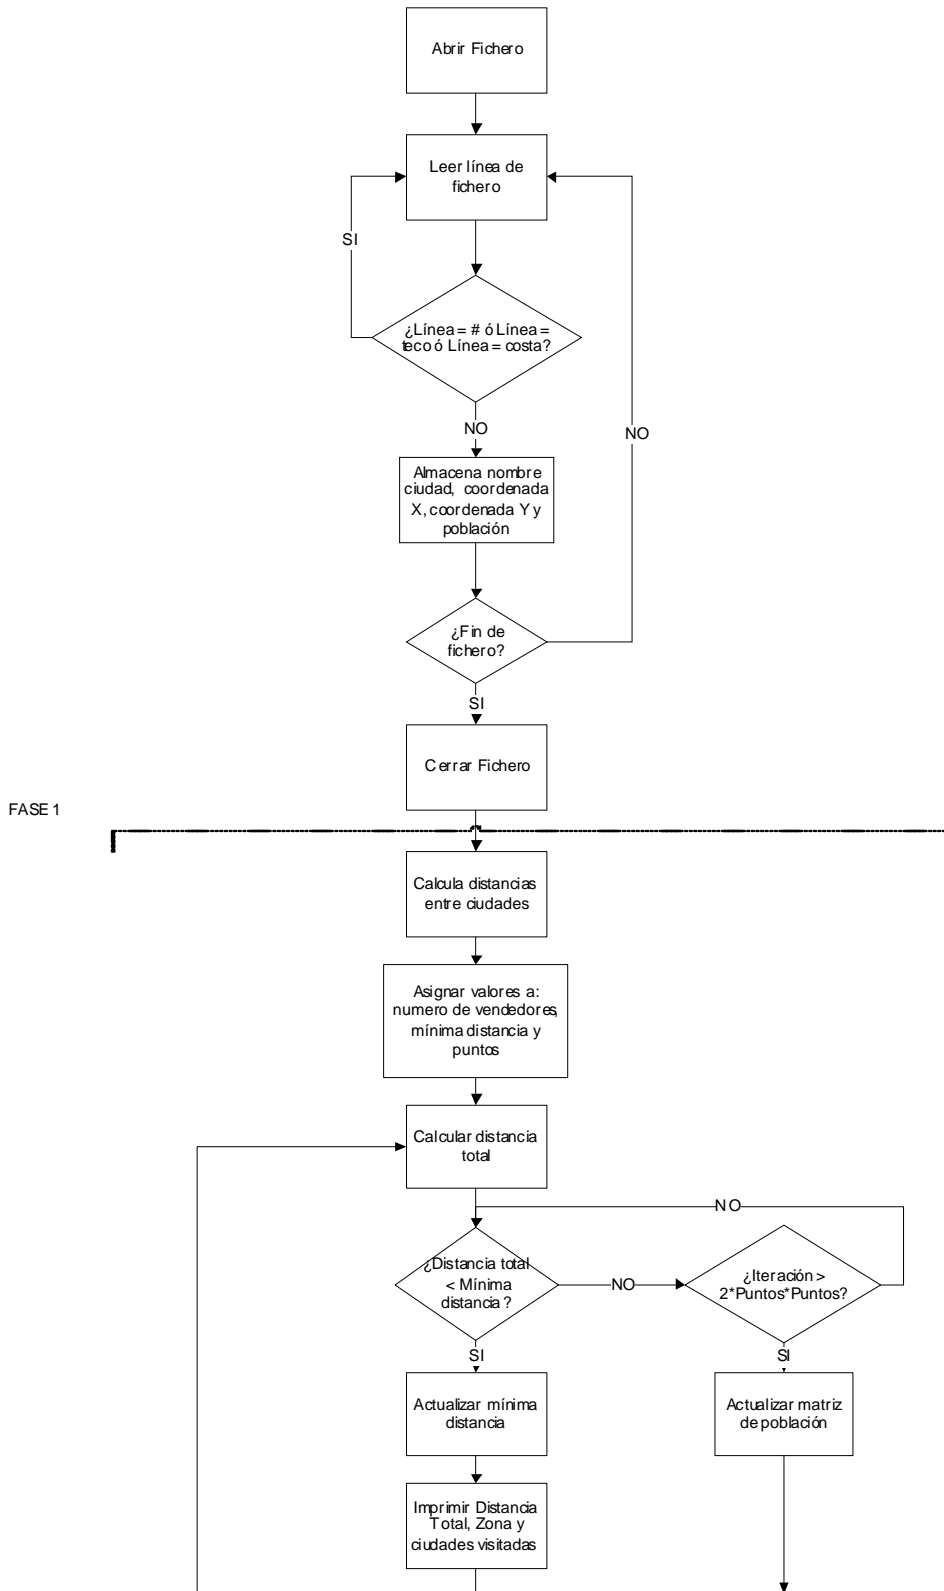 Abrir Fichero
Leer línea de
fichero
SI
¿Línea = # ó Línea =
teco ó Línea = costa?
NO
NO
Almacena nombre
ciudad, coordenada
X, coordenada Y y
población
¿Fin de
fichero?
SI
Cerrar Fichero
FASE 1
Calcula distancias
entre ciudades
Asignar valores a:
numero de vendedores,
mínima distancia y
puntos
Calcular distancia
total
NO
¿Distancia total
< Mínima
distancia?
NO
¿Iteración >
2*Puntos*Puntos?
SI
SI
Actualizar mínima
distancia
Actualizar matriz
de población
Imprimir Distancia
Total, Zona y
ciudades visitadas